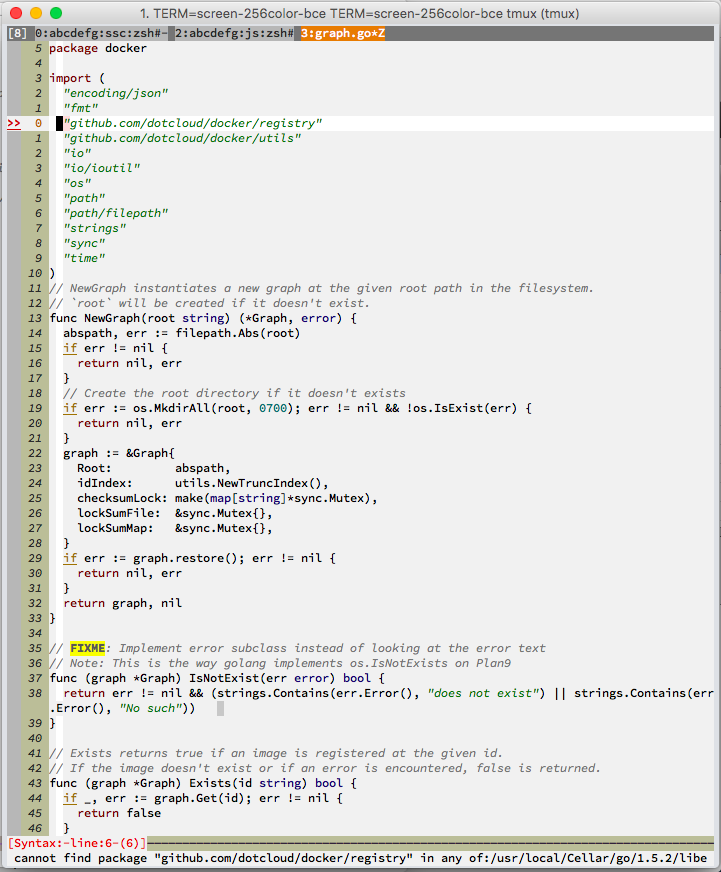 1. TERM=screen-256color-bce TERM=screen-256color-bce tmux (tmux)
[8] 0:abcdefg:ssc:zsh#- 2:abcdefg:js:zsh# 3:graph.go*Z
5 package docker
4
3 import (
2 "encoding/json"
1 "fmt"
>> 0 "github.com/dotcloud/docker/registry"
1 "github.com/dotcloud/docker/utils"
2 "io"
3 "io/ioutil"
4 "os"
5 "path"
6 "path/filepath"
7 "strings"
8 "sync"
9 "time"
10 )
11 // NewGraph instantiates a new graph at the given root path in the filesystem.
12 // `root` will be created if it doesn't exist.
13 func NewGraph(root string) (*Graph, error) {
14 abspath, err := filepath.Abs(root)
15 if err != nil {
16 return nil, err
17 }
18 // Create the root directory if it doesn't exists
19 if err := os.MkdirAll(root, 0700); err != nil && !os.IsExist(err) {
20 return nil, err
21 }
22 graph := &Graph{
23 Root: abspath,
24 idIndex: utils.NewTruncIndex(),
25 checksumLock: make(map[string]*sync.Mutex),
26 lockSumFile: &sync.Mutex{},
27 lockSumMap: &sync.Mutex{},
28 }
29 if err := graph.restore(); err != nil {
30 return nil, err
31 }
32 return graph, nil
33 }
34
35 // FIXME: Implement error subclass instead of looking at the error text
36 // Note: This is the way golang implements os.IsNotExists on Plan9
37 func (graph *Graph) IsNotExist(err error) bool {
38 return err != nil && (strings.Contains(err.Error(), "does not exist") || strings.Contains(err
.Error(), "No such"))
39 }
40
41 // Exists returns true if an image is registered at the given id.
42 // If the image doesn't exist or if an error is encountered, false is returned.
43 func (graph *Graph) Exists(id string) bool {
44 if _, err := graph.Get(id); err != nil {
45 return false
46 }
[Syntax:-line:6-(6)]
cannot find package "github.com/dotcloud/docker/registry" in any of:/usr/local/Cellar/go/1.5.2/libe